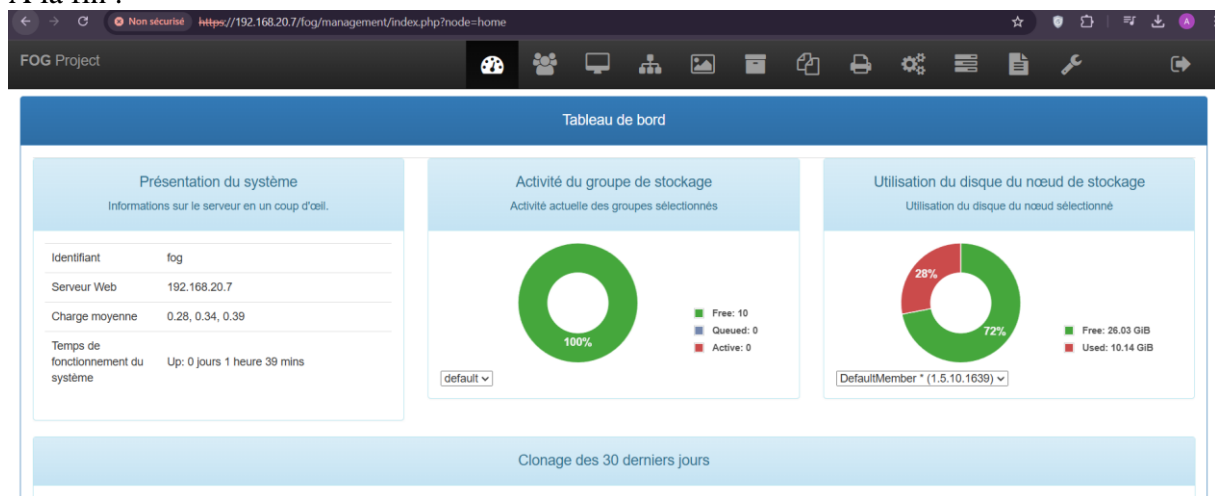 A la fin :
Non sécurisé https://192.168.20.7/fog/management/index.php?node=home
A
FOG Project
Tableau de bord
Présentation du système
Informations sur le serveur en un coup d'œil.
Identifiant fog
Serveur Web 192.168.20.7
Charge moyenne 0.28, 0.34, 0.39
Temps de
fonctionnement du
système
Up: 0 jours 1 heure 39 mins
Activité du groupe de stockage
Activité actuelle des groupes sélectionnés
100%
Free: 10
Queued: 0
Active: 0
default
Utilisation du disque du nœud de stockage
Utilisation du disque du nœud sélectionné
28%
72%
Free: 26.03 GiB
Used: 10.14 GiB
DefaultMember * (1.5.10.1639)
Clonage des 30 derniers jours